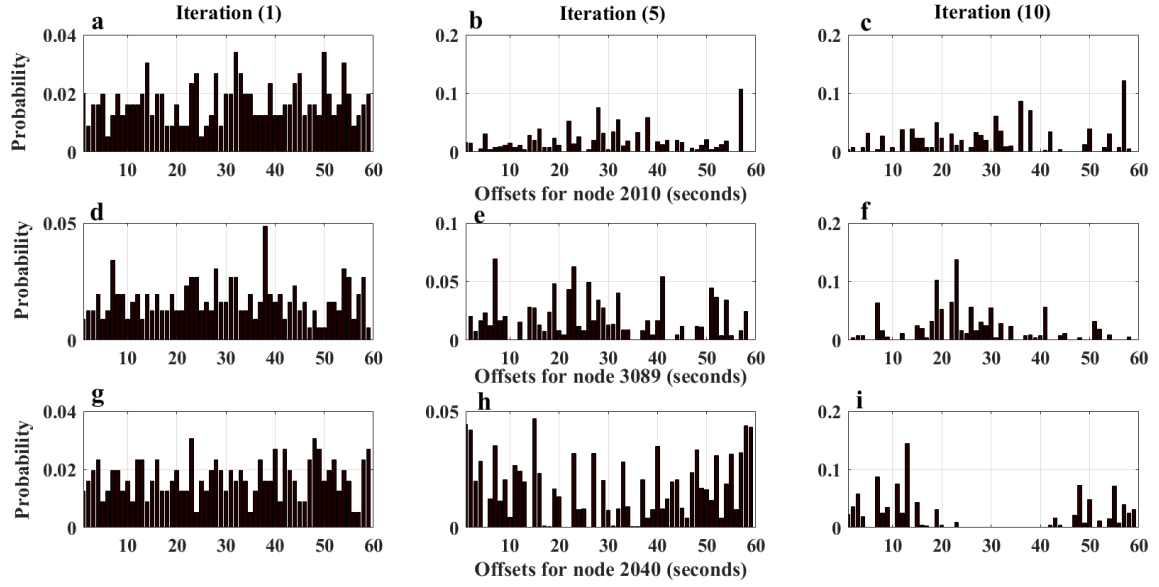 Iteration (1) Iteration (5) Iteration (10)
a b c
0.04 0.2 0.2
Probability
0.02 0.1 0.1
0 0 0
10 20 30 40 50 60 10 20 30 40 50 60 10 20 30 40 50 60
Offsets for node 2010 (seconds)
d e f
0.05 0.1 0.2
Probability
0.05 0.1
0 0 0
10 20 30 40 50 60 10 20 30 40 50 60 10 20 30 40 50 60
Offsets for node 3089 (seconds)
g h i
0.04 0.05 0.2
Probability
0.02 0.1
0 0 0
10 20 30 40 50 60 10 20 30 40 50 60 10 20 30 40 50 60
Offsets for node 2040 (seconds)